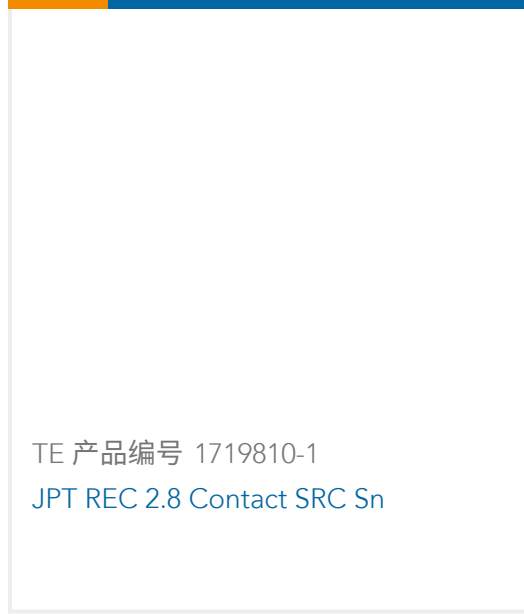 TE 产品编号 1719810-1
JPT REC 2.8 Contact SRC Sn